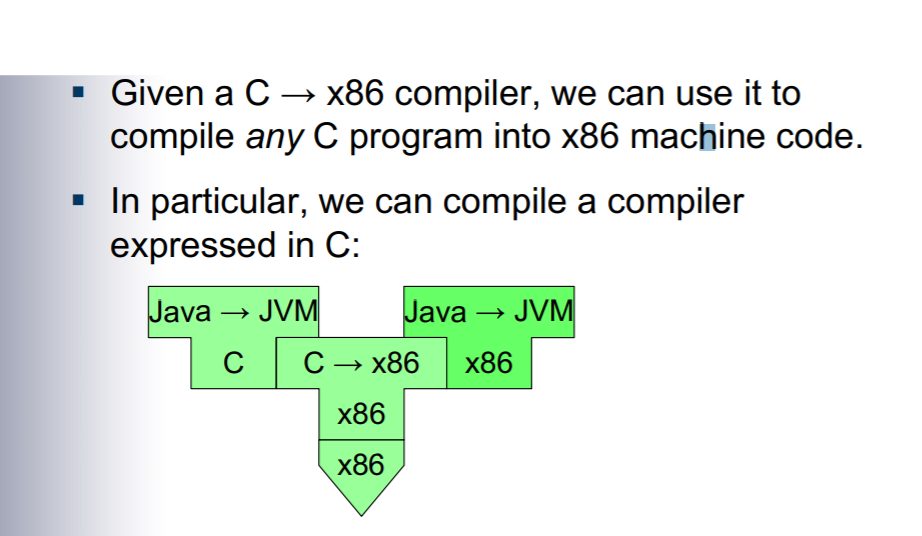 Given a C → x86 compiler, we can use it to
compile any C program into x86 machine code.
In particular, we can compile a compiler
expressed in C:
Java → JVM Java → JVM
C C → x86 x86
x86
x86